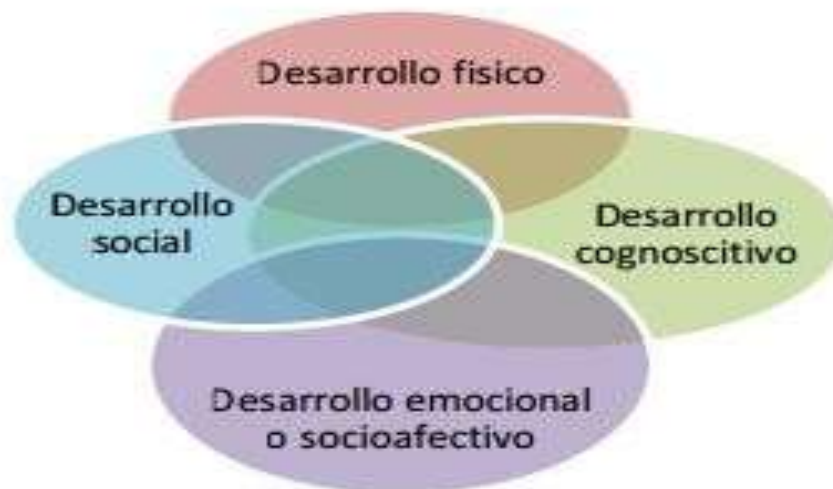 Desarrollo fisico
Desarrollo
social
Desarrollo
cognoscitivo
Desarrollo emocional
o socioafectivo